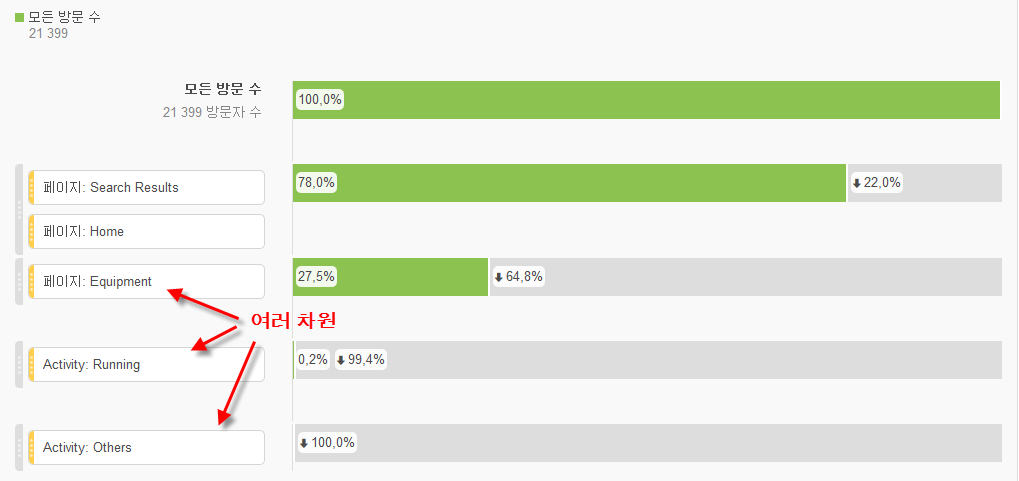 모든 방문 수
21 399
모든 방문 수
21 399 방문자 수
100,0%
페이지: Search Results
78,0%
22,0%
페이지: Home
페이지: Equipment
27,5%
64,8%
여러 차원
Activity: Running
0,2%
99,4%
Activity: Others
100,0%